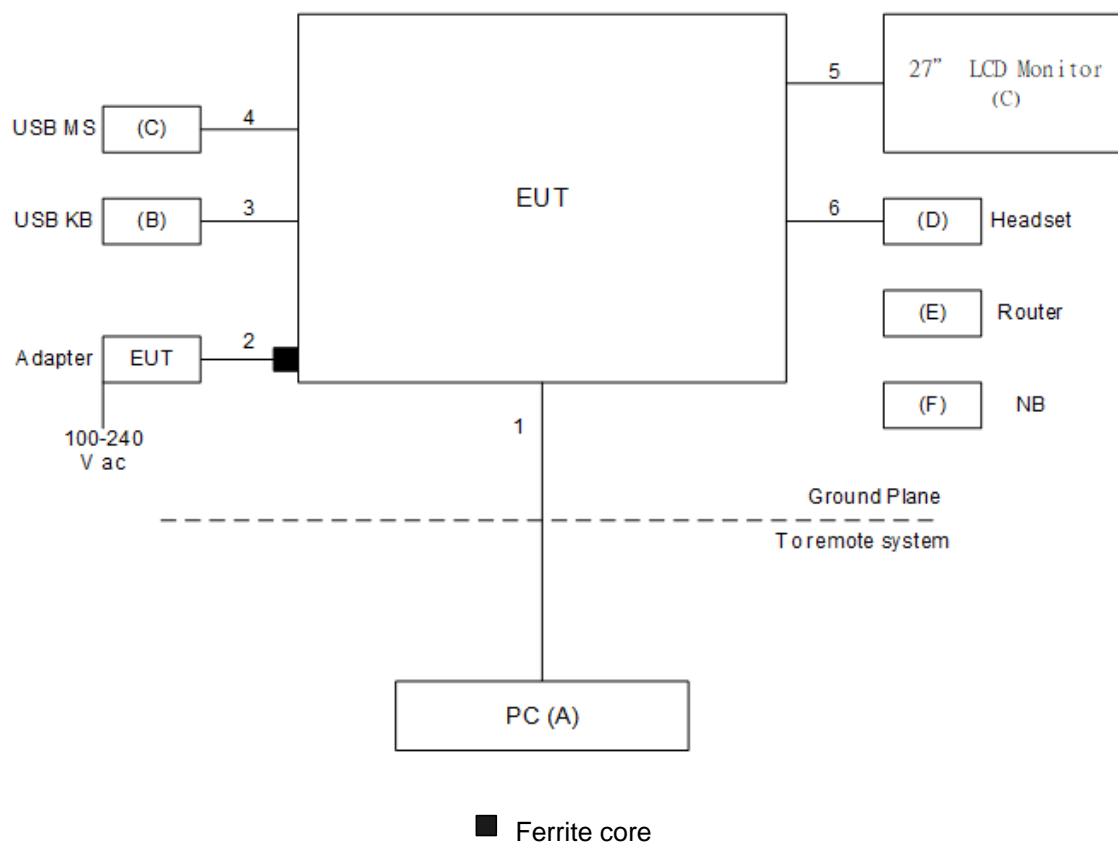 5
27” LCD Monitor
(C)
USB MS
(C)
4
EUT
USB KB
(B)
3
6
(D)
Headset
(E)
Router
Adapter
EUT
2
(F)
NB
100-240
V ac
1
Ground Plane
To remote system
PC (A)
Ferrite core